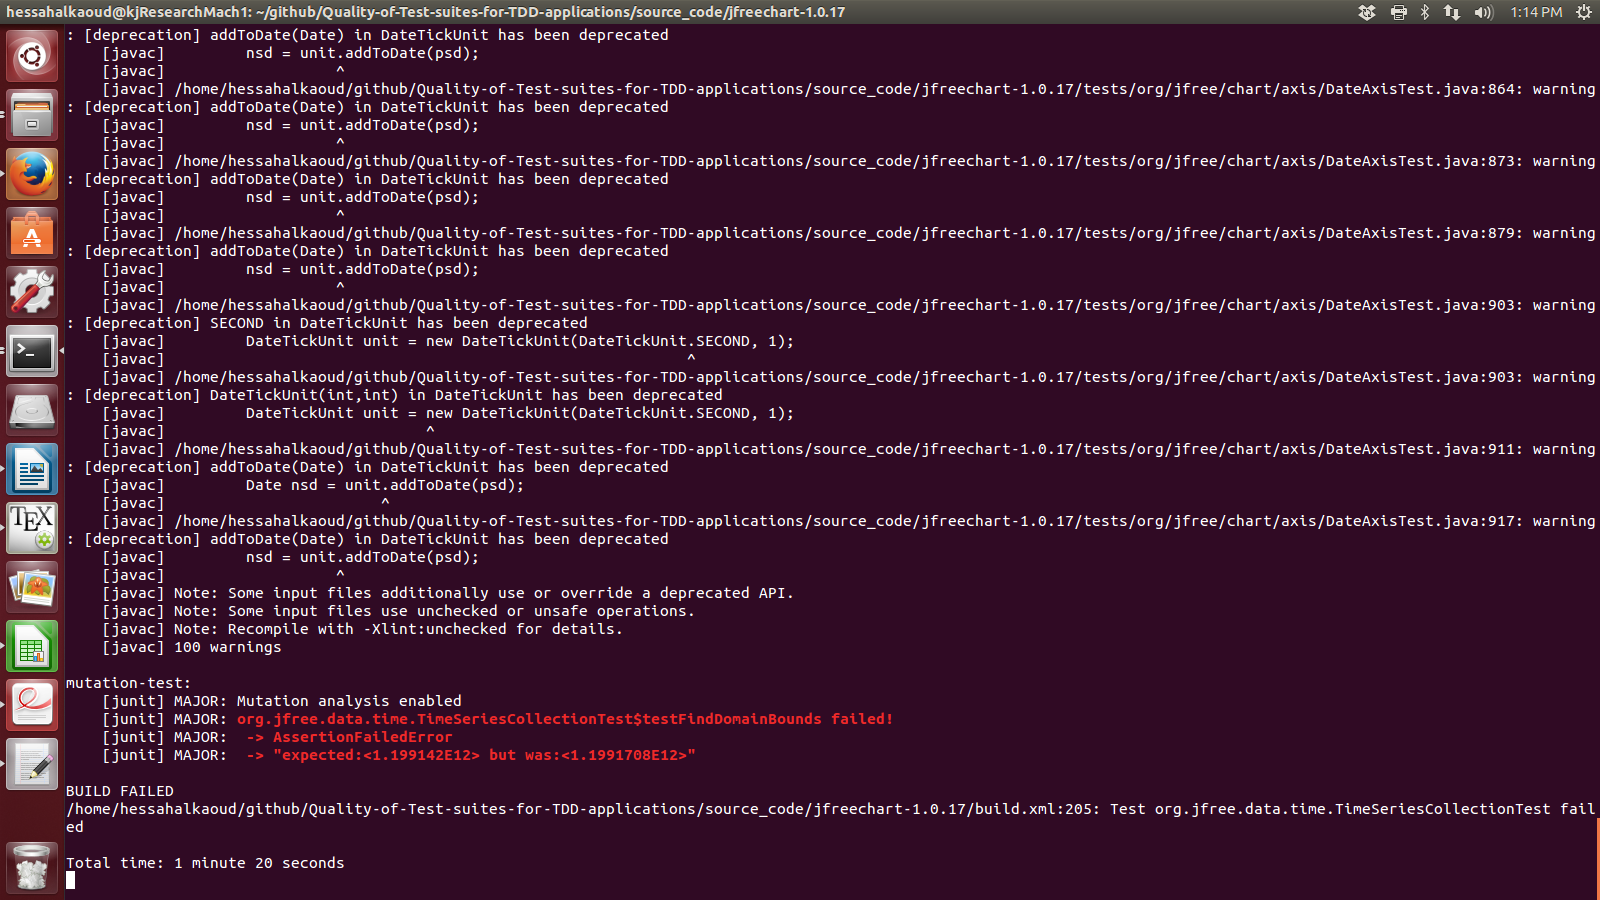 hessahalkaoud@kjResearchMach1: ~/github/Quality-of-Test-suites-for-TDD-applications/source_code/jfreechart-1.0.17
1:14 PM
: [deprecation] addToDate(Date) in DateTickUnit has been deprecated
    [javac]         nsd = unit.addToDate(psd);
    [javac]                   ^
    [javac] /home/hessahalkaoud/github/Quality-of-Test-suites-for-TDD-applications/source_code/jfreechart-1.0.17/tests/org/jfree/chart/axis/DateAxisTest.java:864: warning
: [deprecation] addToDate(Date) in DateTickUnit has been deprecated
    [javac]         nsd = unit.addToDate(psd);
    [javac]                   ^
    [javac] /home/hessahalkaoud/github/Quality-of-Test-suites-for-TDD-applications/source_code/jfreechart-1.0.17/tests/org/jfree/chart/axis/DateAxisTest.java:873: warning
: [deprecation] addToDate(Date) in DateTickUnit has been deprecated
    [javac]         nsd = unit.addToDate(psd);
    [javac]                   ^
    [javac] /home/hessahalkaoud/github/Quality-of-Test-suites-for-TDD-applications/source_code/jfreechart-1.0.17/tests/org/jfree/chart/axis/DateAxisTest.java:879: warning
: [deprecation] addToDate(Date) in DateTickUnit has been deprecated
    [javac]         nsd = unit.addToDate(psd);
    [javac]                   ^
    [javac] /home/hessahalkaoud/github/Quality-of-Test-suites-for-TDD-applications/source_code/jfreechart-1.0.17/tests/org/jfree/chart/axis/DateAxisTest.java:903: warning
: [deprecation] SECOND in DateTickUnit has been deprecated
    [javac]         DateTickUnit unit = new DateTickUnit(DateTickUnit.SECOND, 1);
    [javac]                                                          ^
    [javac] /home/hessahalkaoud/github/Quality-of-Test-suites-for-TDD-applications/source_code/jfreechart-1.0.17/tests/org/jfree/chart/axis/DateAxisTest.java:903: warning
: [deprecation] DateTickUnit(int,int) in DateTickUnit has been deprecated
    [javac]         DateTickUnit unit = new DateTickUnit(DateTickUnit.SECOND, 1);
    [javac]                             ^
    [javac] /home/hessahalkaoud/github/Quality-of-Test-suites-for-TDD-applications/source_code/jfreechart-1.0.17/tests/org/jfree/chart/axis/DateAxisTest.java:911: warning
: [deprecation] addToDate(Date) in DateTickUnit has been deprecated
    [javac]         Date nsd = unit.addToDate(psd);
    [javac]                        ^
    [javac] /home/hessahalkaoud/github/Quality-of-Test-suites-for-TDD-applications/source_code/jfreechart-1.0.17/tests/org/jfree/chart/axis/DateAxisTest.java:917: warning
: [deprecation] addToDate(Date) in DateTickUnit has been deprecated
    [javac]         nsd = unit.addToDate(psd);
    [javac]                   ^
    [javac] Note: Some input files additionally use or override a deprecated API.
    [javac] Note: Some input files use unchecked or unsafe operations.
    [javac] Note: Recompile with -Xlint:unchecked for details.
    [javac] 100 warnings
mutation-test:
    [junit] MAJOR: Mutation analysis enabled
    [junit] MAJOR: org.jfree.data.time.TimeSeriesCollectionTest$testFindDomainBounds failed!
    [junit] MAJOR:  -> AssertionFailedError
    [junit] MAJOR:  -> "expected:<1.199142E12> but was:<1.1991708E12>"
BUILD FAILED
/home/hessahalkaoud/github/Quality-of-Test-suites-for-TDD-applications/source_code/jfreechart-1.0.17/build.xml:205: Test org.jfree.data.time.TimeSeriesCollectionTest fail
ed
Total time: 1 minute 20 seconds
TEX